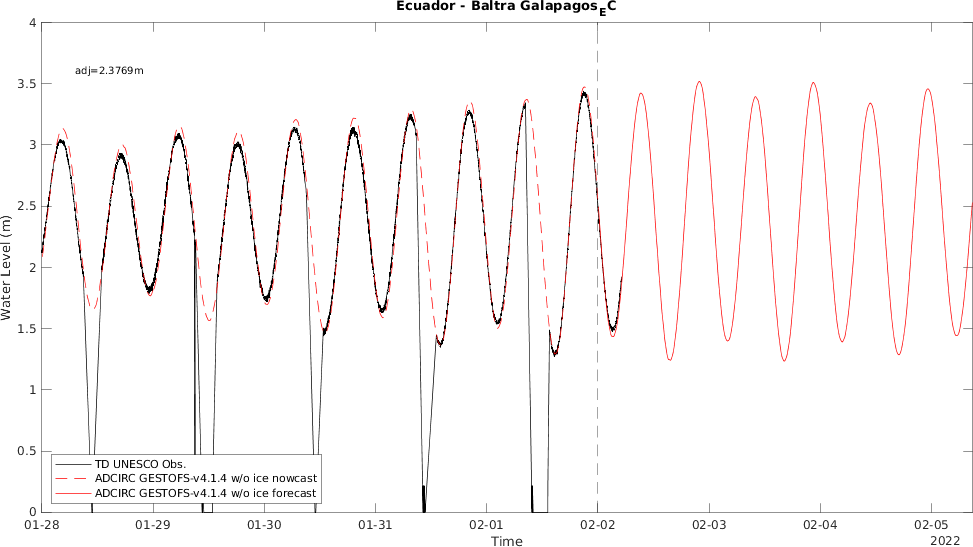 Ecuador - Baltra Galapagos_EC
4
3.5
3
2.5
2
1.5
1
0.5
0
Water Level (m)
adj=2.3769m
TD UNESCO Obs.
ADCIRC GESTOFS-v4.1.4 w/o ice nowcast
ADCIRC GESTOFS-v4.1.4 w/o ice forecast
01-28 01-29 01-30 01-31 02-01 02-02 02-03 02-04 02-05
Time
2022